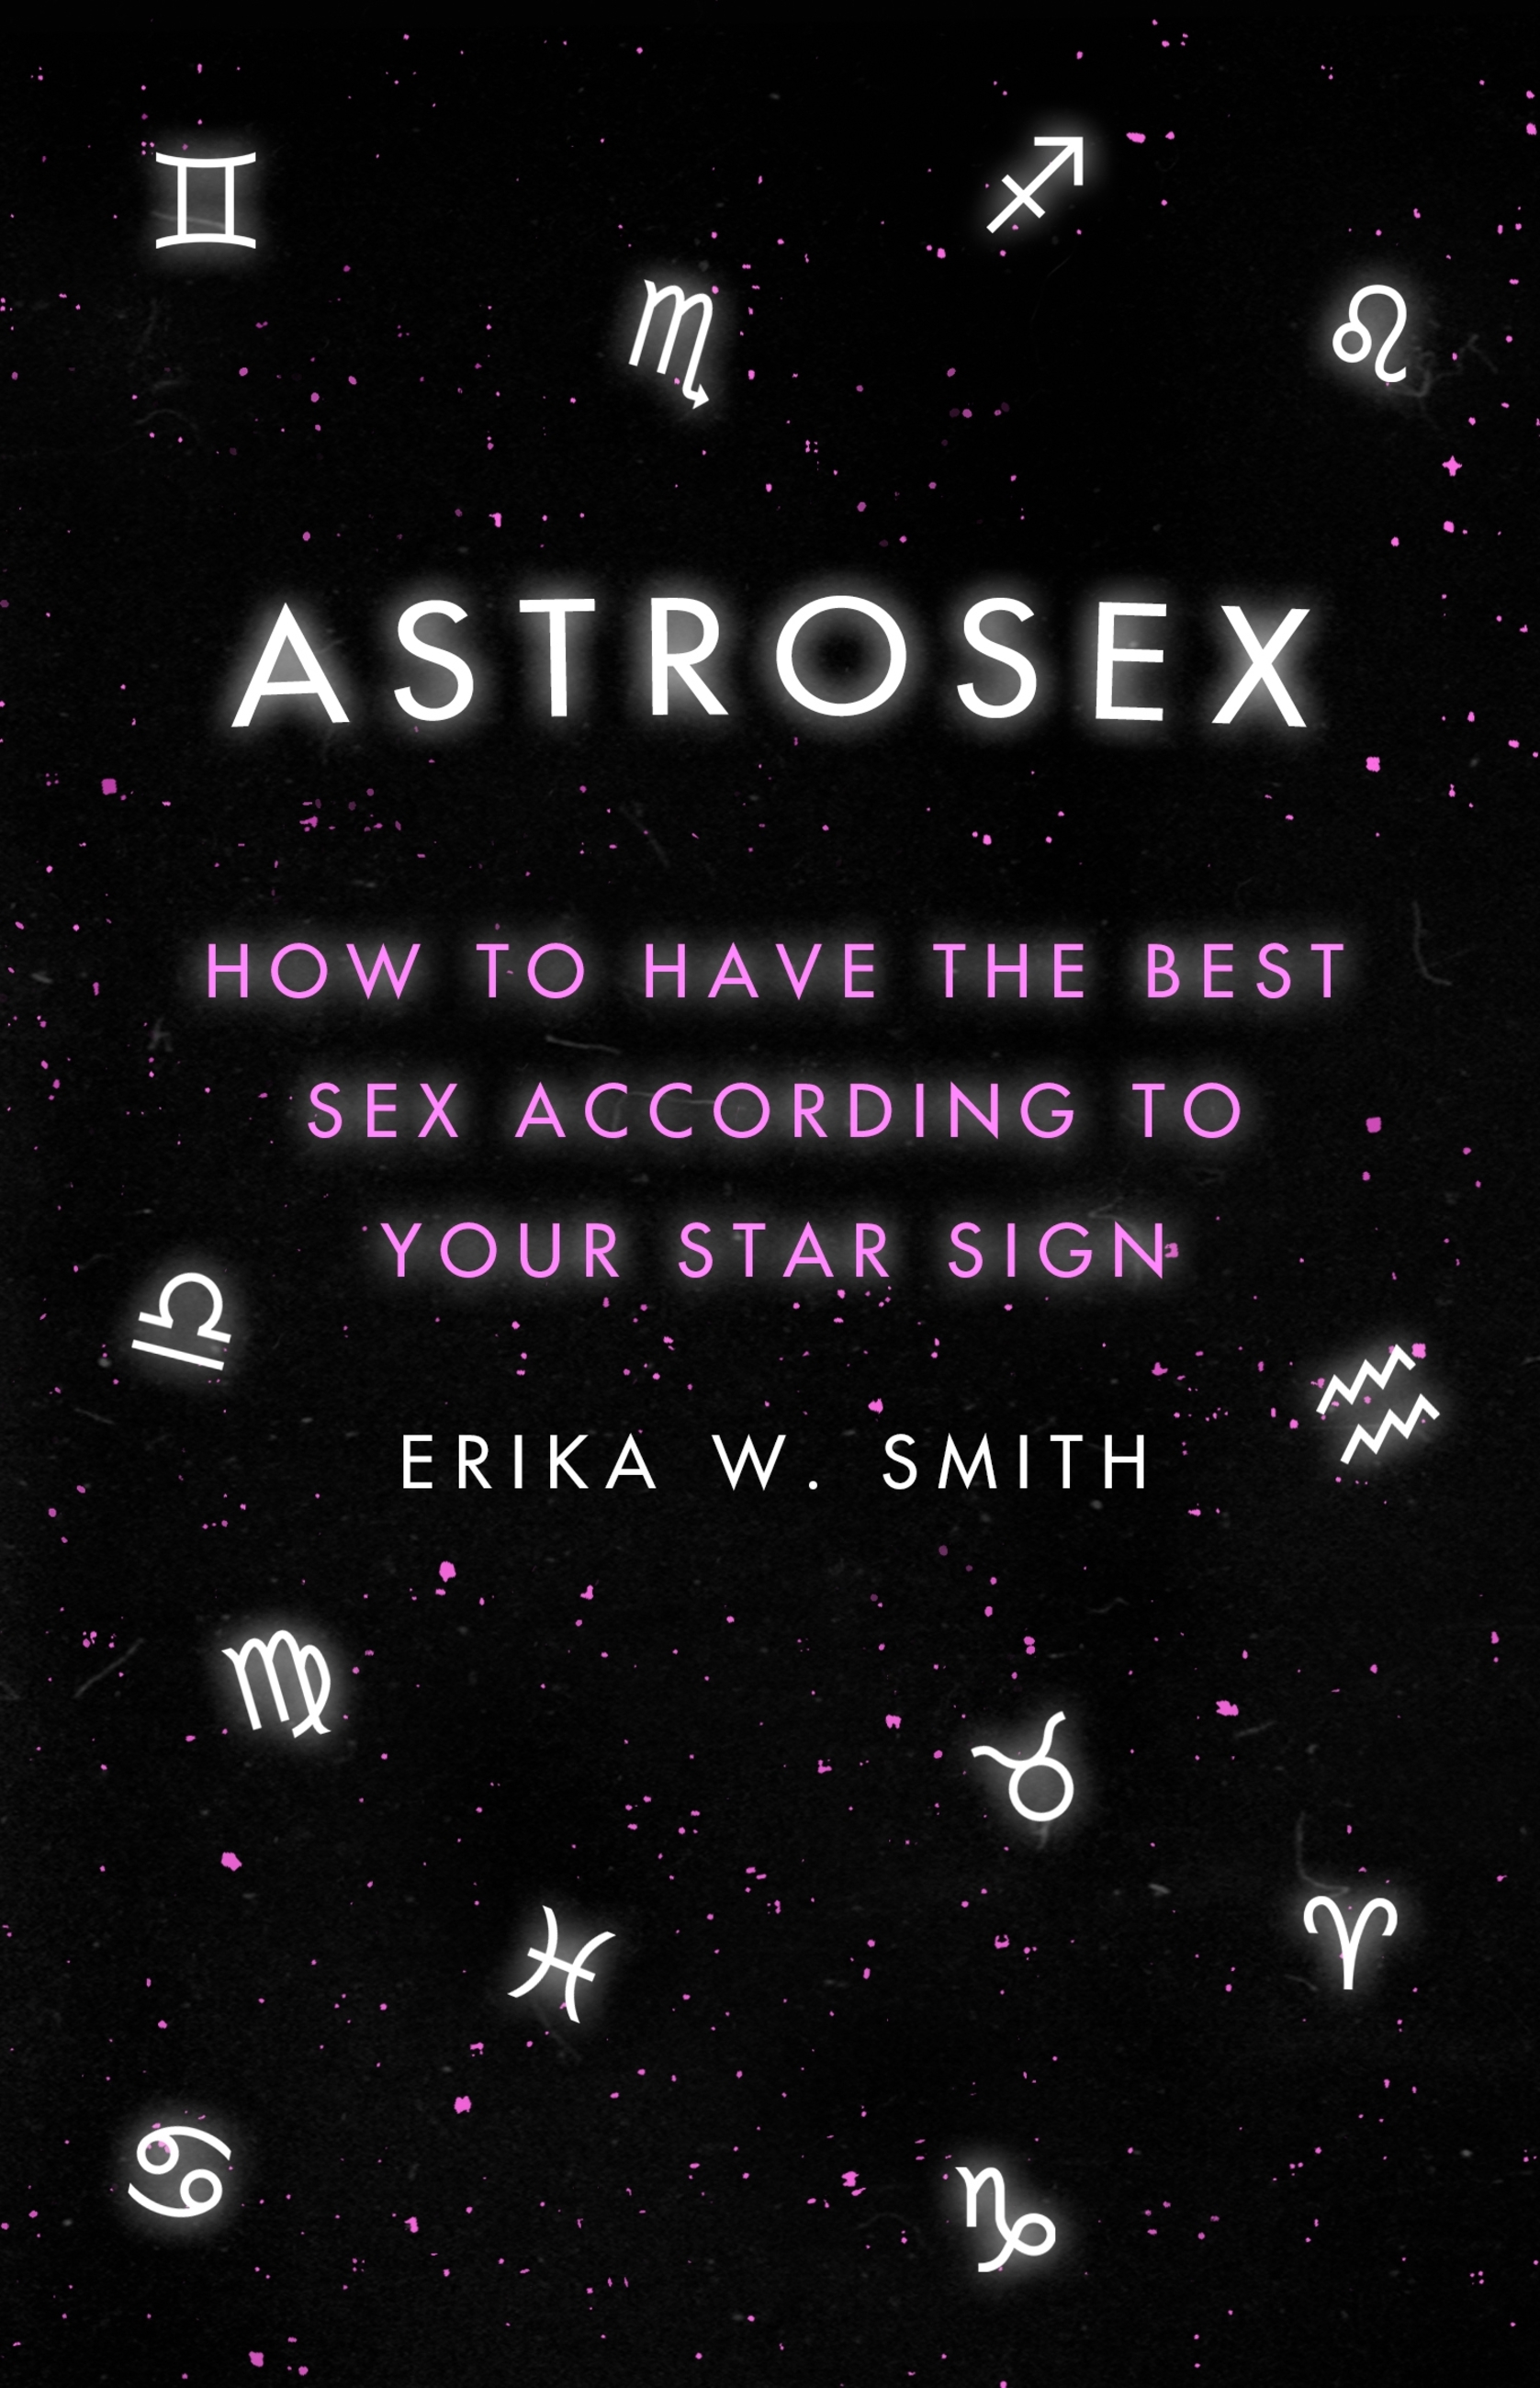 ASTROSEX
HOW TO HAVE THE BEST
SEX ACCORDING TO
YOUR STAR SIGN
ERIKA W. SMITH